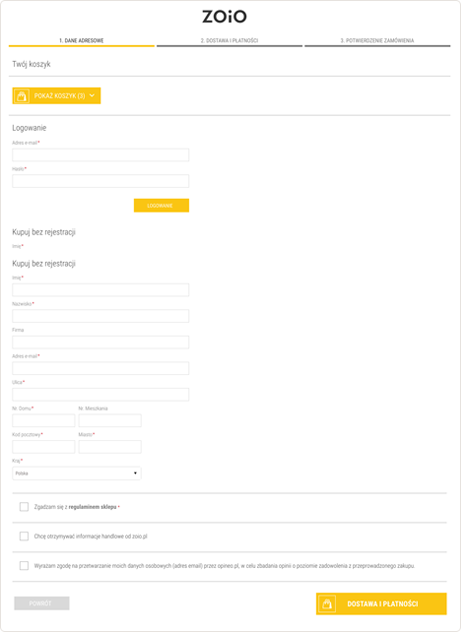 ZOiO
1. DANE ADRESOWE
2. DOSTAWA I PŁATNOŚCI
3. POTWIERDZENIE ZAMÓWIENIA
Twój koszyk
POKAŻ KOSZYK (3)
Logowanie
Adres e-mail*
Hasło*
LOGOWANIE
Kupuj bez rejestracji
Imię*
Kupuj bez rejestracji
Imię*
Nazwisko*
Firma
Adres e-mail*
Ulica*
Nr. Domu* Nr. Mieszkania
Kod pocztowy* Miasto*
Kraj*
Polska
Zgadzam się z regulaminem sklepu *
Chcę otrzymywać informacje handlowe od zoio.pl
Wyrażam zgodę na przetwarzanie moich danych osobowych (adres email) przez opineo.pl, w celu zbadania opinii o poziomie zadowolenia z przeprowadzonego zakupu.
POWRÓT
DOSTAWA I PŁATNOŚCI